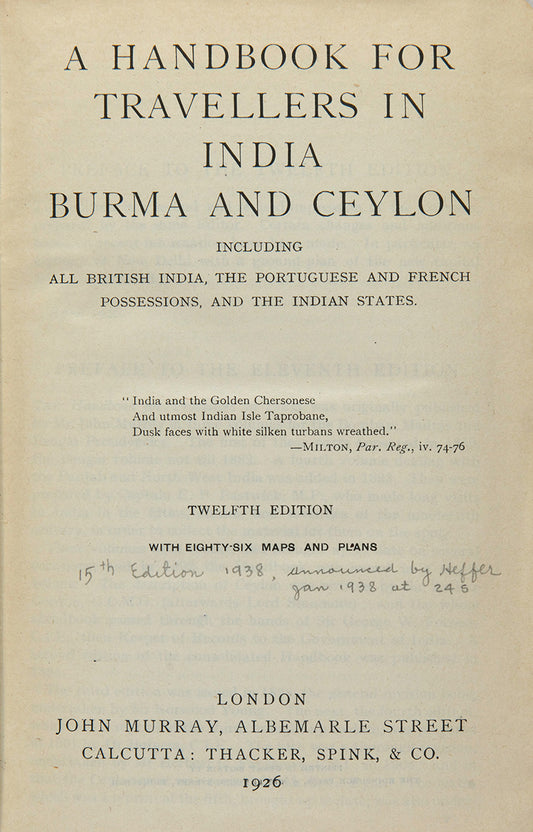 A HANDBOOK FOR
TRAVELLERS IN
INDIA
BURMA AND CEYLON
INCLUDING
ALL BRITISH INDIA, THE PORTUGUESE AND FRENCH
POSSESSIONS, AND THE INDIAN STATES.
"India and the Golden Chersonese
And utmost Indian Isle Taprobane,
Dusk faces with white silken turbans wreathed."
—MILTON, Par. Reg., iv. 74-76
TWELFTH EDITION
WITH EIGHTY-SIX MAPS AND PLANS
15th Edition 1938, announced by Heffer
Jan 1938 at 24s
LONDON
JOHN MURRAY, ALBEMARLE STREET
CALCUTTA: THACKER, SPINK, & CO.
1926